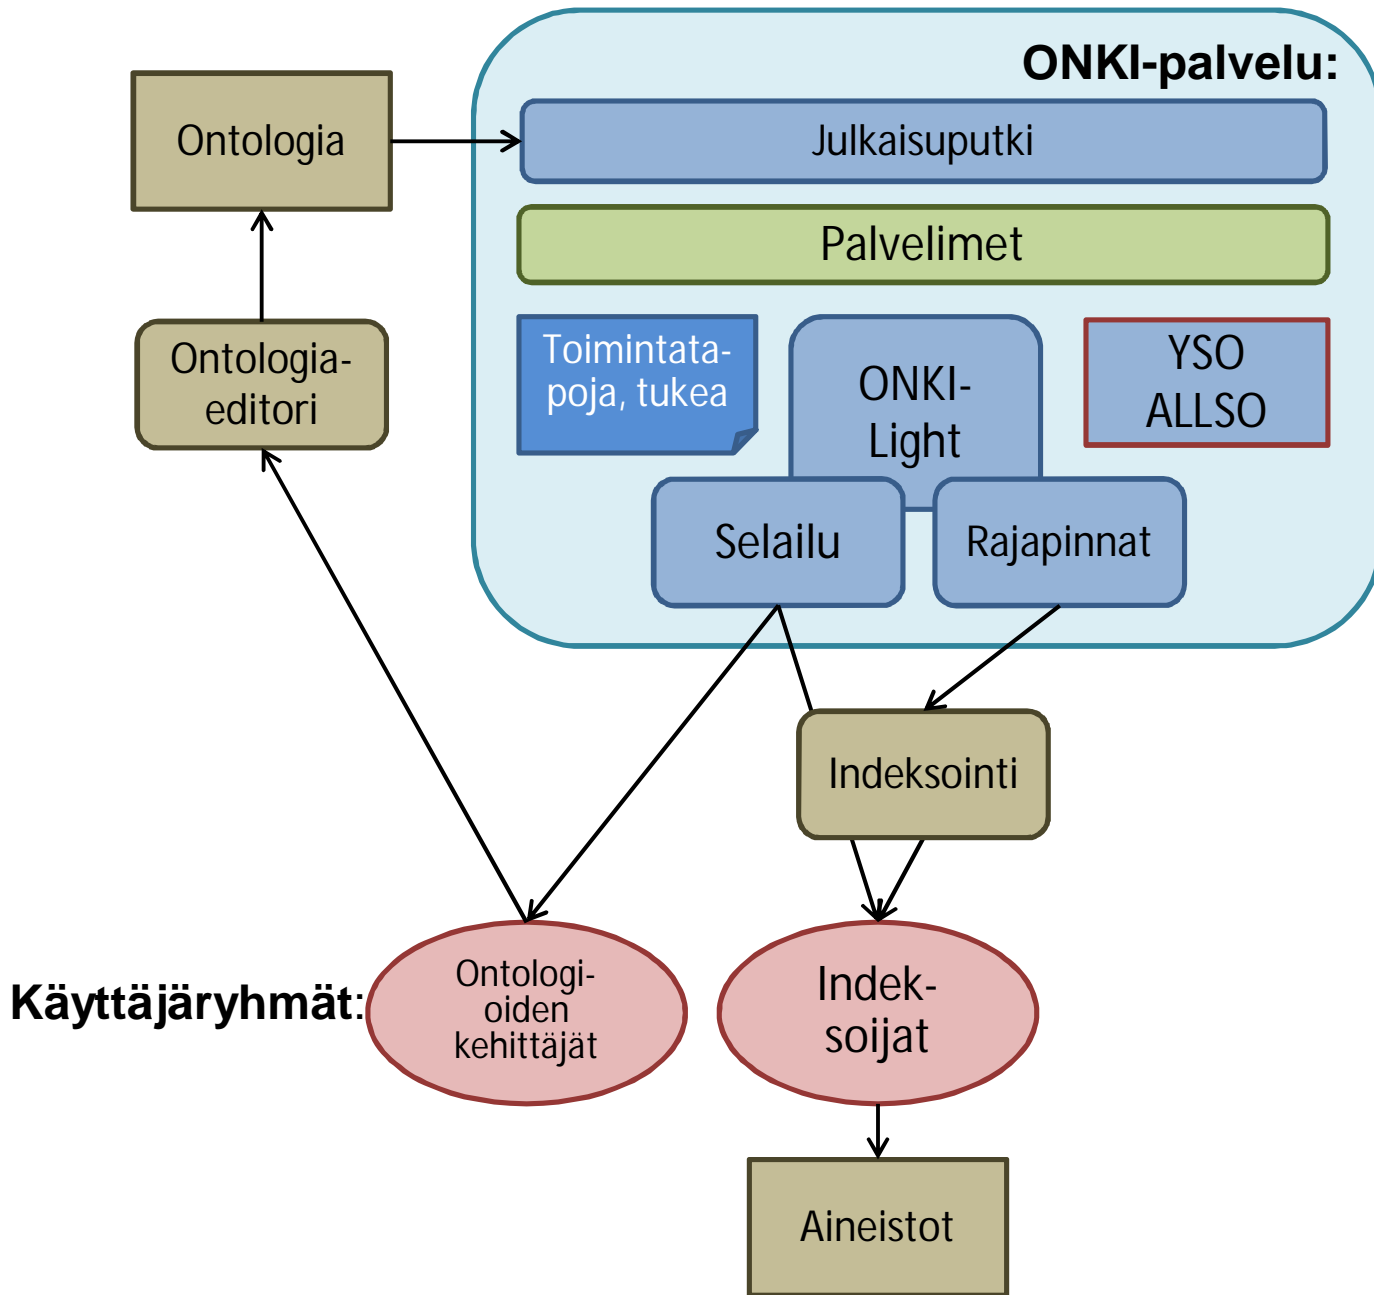 ONKI-palvelu:
Ontologia
Julkaisuputki
Palvelimet
Ontologia-
editori
Toimintata-
poja, tukea
ONKI-
Light
YSO
ALLSO
Selailu
Rajapinnat
Indeksointi
Käyttäjäryhmät:
Ontologi-
oiden
kehittäjät
Indek-
soijat
Aineistot